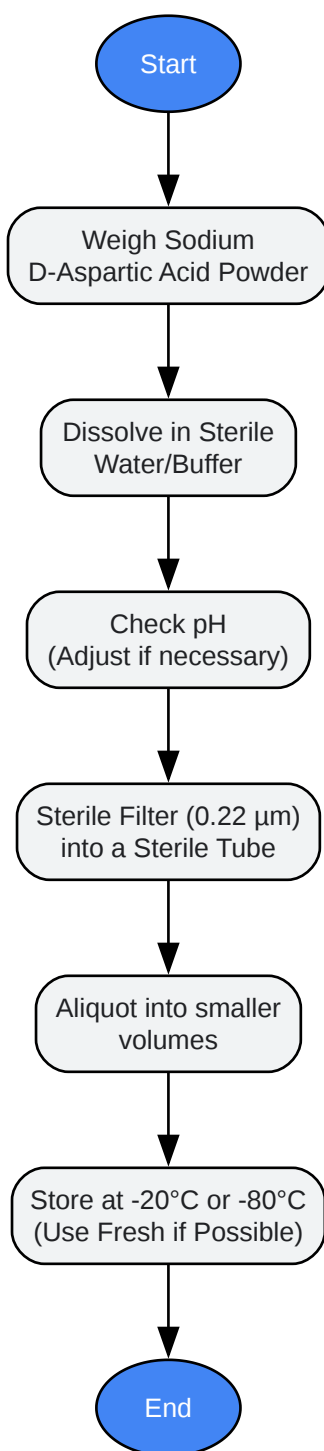 Start
Weigh Sodium
D-Aspartic Acid Powder
Dissolve in Sterile
Water/Buffer
Check pH
(Adjust if necessary)
Sterile Filter (0.22 µm)
into a Sterile Tube
Aliquot into smaller
volumes
Store at -20°C or -80°C
(Use Fresh if Possible)
End